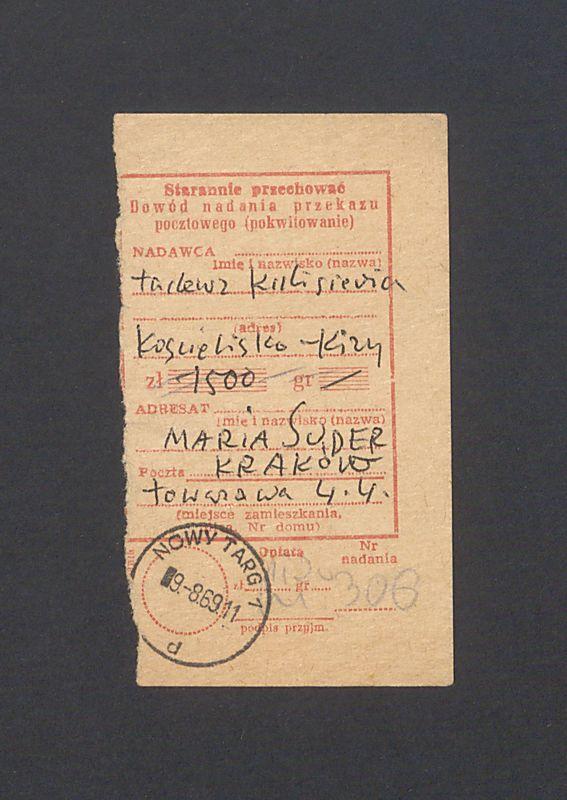 Starannie przechować
Dowód nadania przekazu
pocztowego (pokwitowanie)
NADAWCA
imię i nazwisko (nazwa)
Tadeusz Kulisiewicz
(adres)
Kościelisko-Kiry
zł 1500 gr
ADRESAT
imię i nazwisko (nazwa)
MARIA SUDER
KRAKÓW
Poczta
Towarowa 4.4.
(miejsce zamieszkania,
Nr domu)
Opłata
Nr
nadania
zł gr
306
podpis przyjm.
NOWY TARG 7
9-8.69.11
P